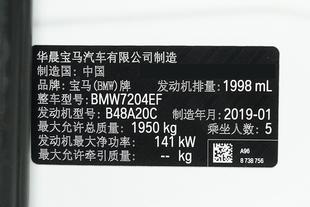 华晨宝马汽车有限公司制造
制造国：中国
品牌：宝马(BMW)牌 发动机排量：1998 mL
整车型号：BMW7204EF
发动机型号：B48A20C 制造年月：2019-01
最大允许总质量：1950 kg 乘坐人数：5
发动机最大净功率：141 kW
最大允许牵引质量：-- kg
A96
8 738 756